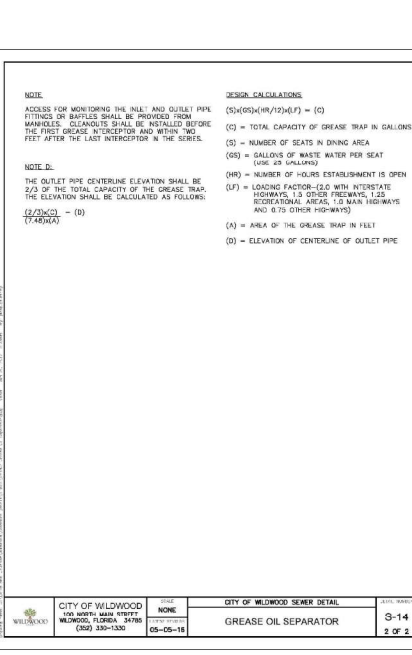 NOTE
ACCESS FOR MONITORING THE INLET AND OUTLET PIPE
FITTINGS OR BAFFLES SHALL BE PROVIDED FROM
MANHOLES. CLEANOUTS SHALL BE INSTALLED BEFORE
THE FIRST GREASE INTERCEPTOR AND WITHIN TWO
FEET AFTER THE LAST INTERCEPTOR IN THE SERIES.
NOTE D:
THE OUTLET PIPE CENTERLINE ELEVATION SHALL BE
2/3 OF THE TOTAL CAPACITY OF THE GREASE TRAP.
THE ELEVATION SHALL BE CALCULATED AS FOLLOWS:
(2/3)x(C) = (D)
(7.48)x(A)
DESIGN CALCULATIONS
(S)x(GS)x(HR/12)x(LF) = (C)
(C) = TOTAL CAPACITY OF GREASE TRAP IN GALLONS
(S) = NUMBER OF SEATS IN DINING AREA
(GS) = GALLONS OF WASTE WATER PER SEAT
(USE 25 GALLONS)
(HR) = NUMBER OF HOURS ESTABLISHMENT IS OPEN
(LF) = LOADING FACTOR—(2.0 WITH INTERSTATE
HIGHWAYS, 1.5 OTHER FREEWAYS, 1.25
RECREATIONAL AREAS, 1.0 MAIN HIGHWAYS
AND 0.75 OTHER HIGHWAYS)
(A) = AREA OF THE GREASE TRAP IN FEET
(D) = ELEVATION OF CENTERLINE OF OUTLET PIPE
WILDWOOD
CITY OF WILDWOOD
100 NORTH MAIN STREET
WILDWOOD, FLORIDA 34785
(352) 330-1330
SCALE
NONE
05-05-16
CITY OF WILDWOOD SEWER DETAIL
GREASE OIL SEPARATOR
S-14
2 OF 2